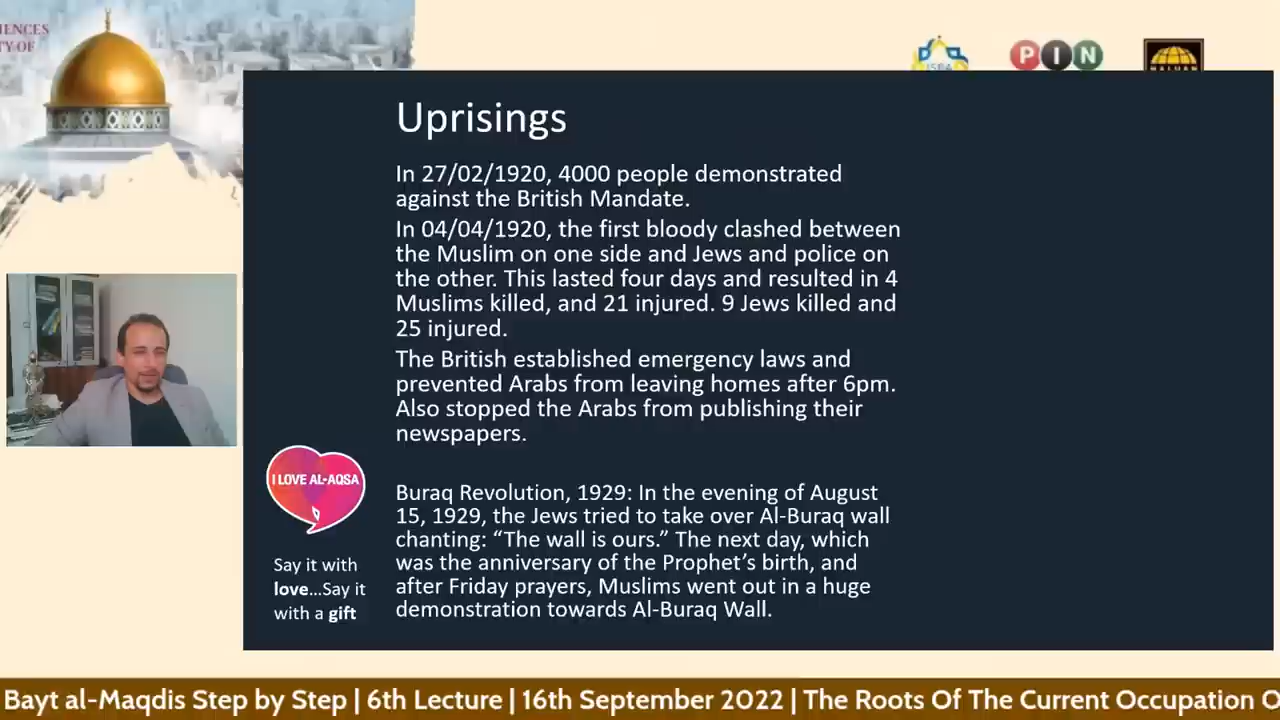 IENCES
TY OF
ISRA
PIN
Uprisings
In 27/02/1920, 4000 people demonstrated
against the British Mandate.
In 04/04/1920, the first bloody clashed between
the Muslim on one side and Jews and police on
the other. This lasted four days and resulted in 4
Muslims killed, and 21 injured. 9 Jews killed and
25 injured.
The British established emergency laws and
prevented Arabs from leaving homes after 6pm.
Also stopped the Arabs from publishing their
newspapers.
Buraq Revolution, 1929: In the evening of August
15, 1929, the Jews tried to take over Al-Buraq wall
chanting: “The wall is ours.” The next day, which
was the anniversary of the Prophet’s birth, and
after Friday prayers, Muslims went out in a huge
demonstration towards Al-Buraq Wall.
I LOVE AL-AQSA
Say it with
love...Say it
with a gift
Bayt al-Maqdis Step by Step | 6th Lecture | 16th September 2022 | The Roots Of The Current Occupation O